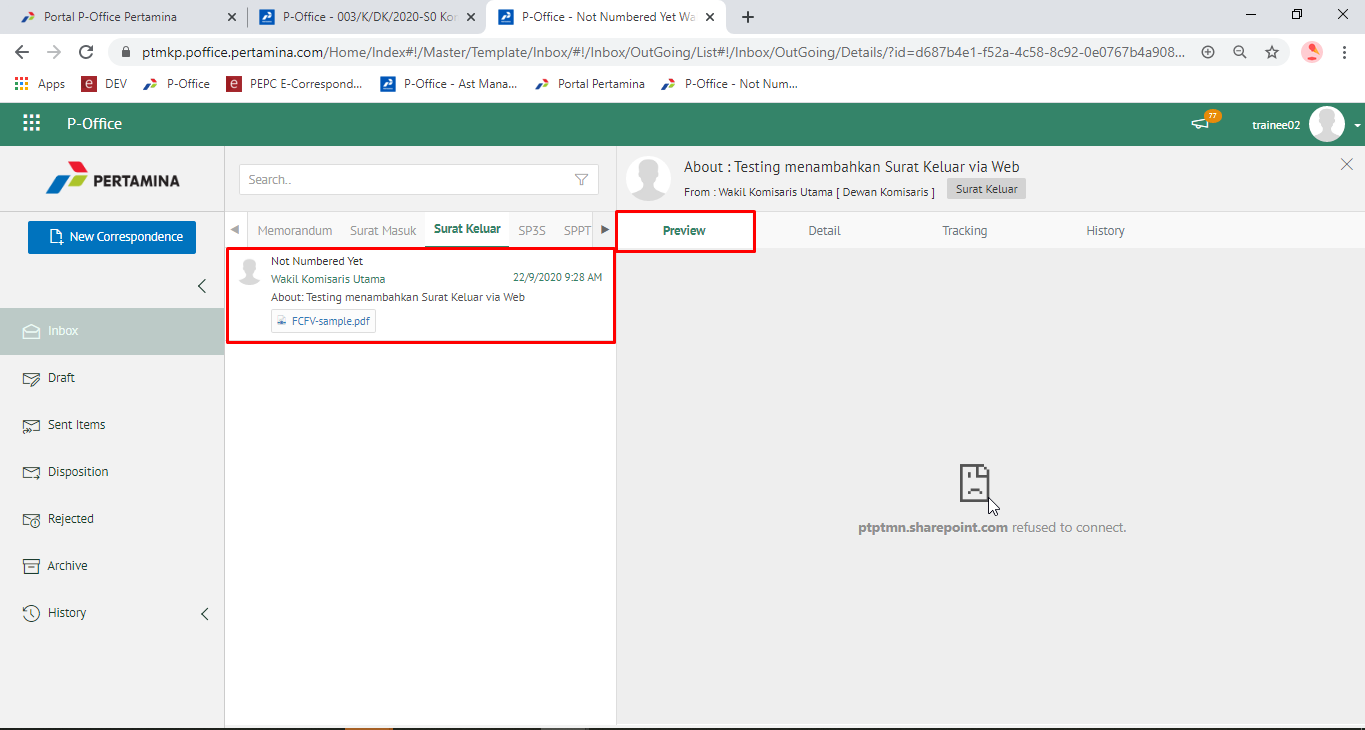 Portal P-Office Pertamina
P-Office - 003/K/DK/2020-S0 Kor
P-Office - Not Numbered Yet Wa
ptmkp.poffice.pertamina.com/Home/Index#!/Master/Template/Inbox/#!/Inbox/OutGoing/List#!/Inbox/OutGoing/Details/?id=d687b4e1-f52a-4c58-8c92-0e0767b4a908...
Apps
DEV
P-Office
PEPC E-Correspond...
P-Office - Ast Mana...
Portal Pertamina
P-Office - Not Num...
P-Office
77
trainee02
PERTAMINA
New Correspondence
Inbox
Draft
Sent Items
Disposition
Rejected
Archive
History
Search..
Memorandum
Surat Masuk
Surat Keluar
SP3S
SPPT
Not Numbered Yet
Wakil Komisaris Utama
22/9/2020 9:28 AM
About: Testing menambahkan Surat Keluar via Web
FCFV-sample.pdf
About : Testing menambahkan Surat Keluar via Web
From : Wakil Komisaris Utama [ Dewan Komisaris ]
Surat Keluar
Preview
Detail
Tracking
History
ptptmn.sharepoint.com refused to connect.